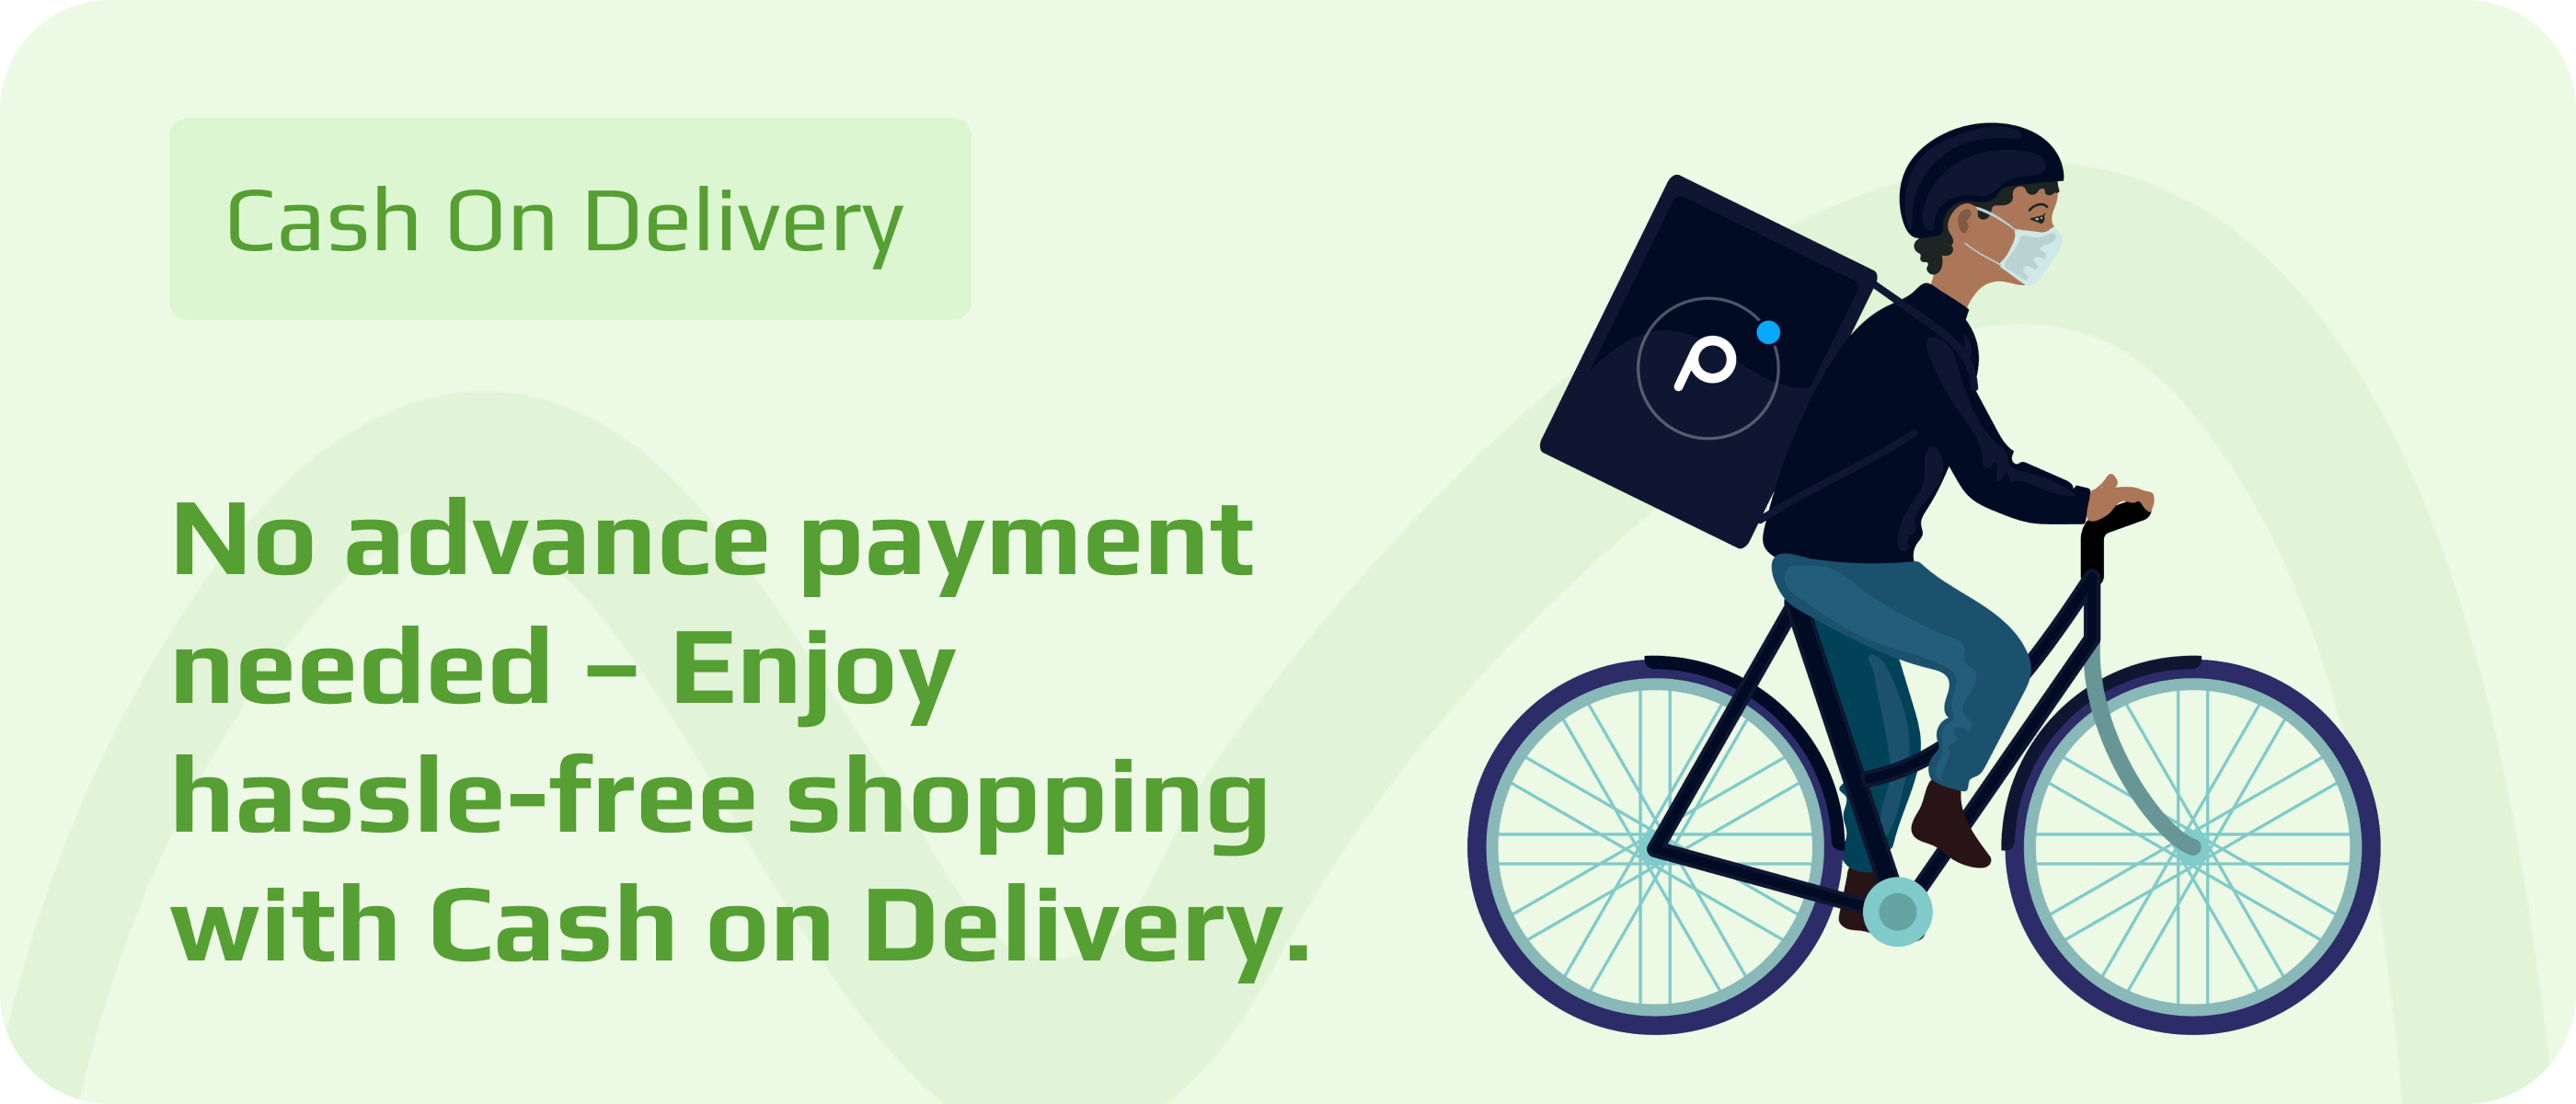 Cash On Delivery
No advance payment
needed – Enjoy
hassle-free shopping
with Cash on Delivery.